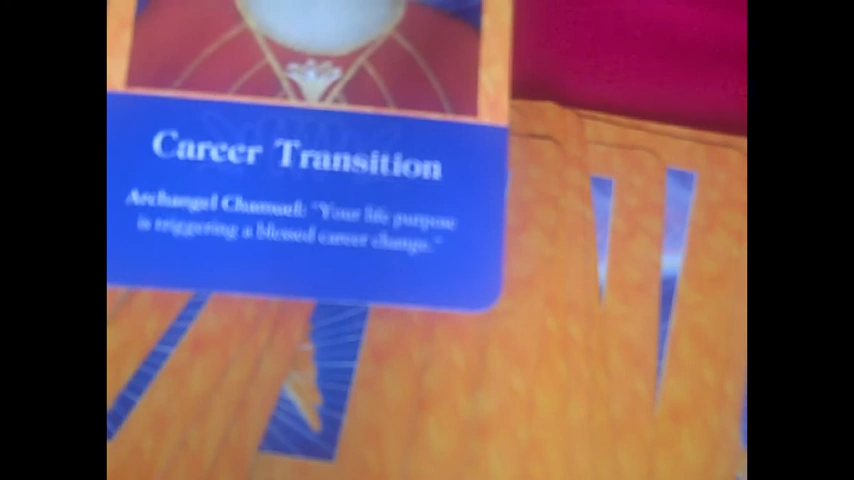 Career Transition
Archangel Chamuel: "Your life purpose
is triggering a blessed career change."